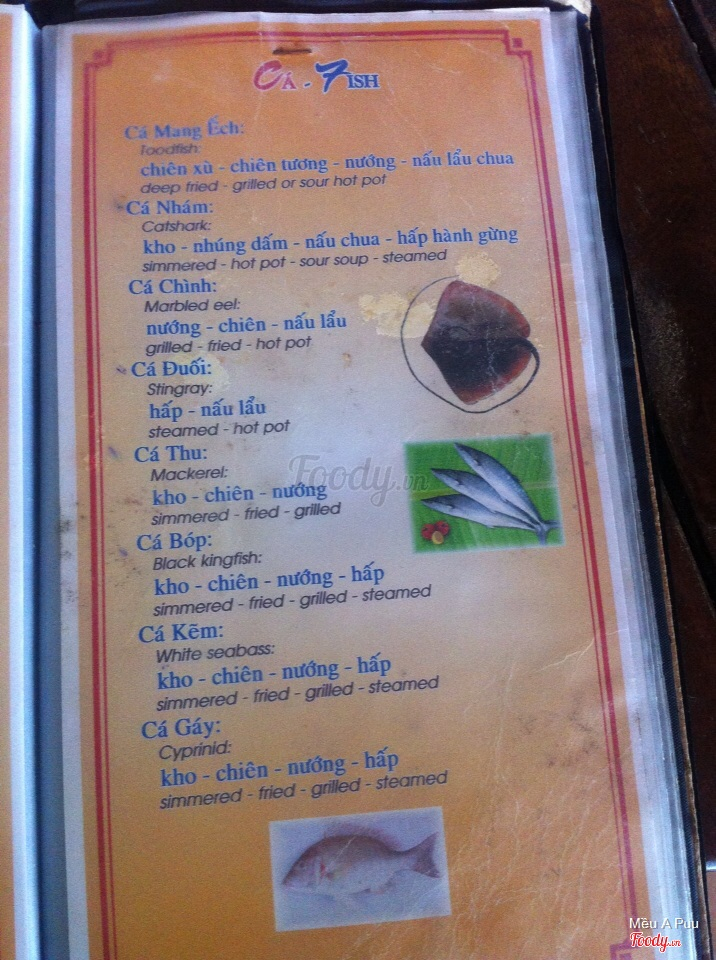 CÁ - FISH
Cá Mang Ếch:
Toodfish:
chiên xù - chiên tương - nướng - nấu lẩu chua
deep fried - grilled or sour hot pot
Cá Nhám:
Catshark:
kho - nhúng dấm - nấu chua - hấp hành gừng
simmered - hot pot - sour soup - steamed
Cá Chình:
Marbled eel:
nướng - chiên - nấu lẩu
grilled - fried - hot pot
Cá Đuối:
Stingray:
hấp - nấu lẩu
steamed - hot pot
Cá Thu:
Mackerel:
kho - chiên - nướng
simmered - fried - grilled
Cá Bóp:
Black kingfish:
kho - chiên - nướng - hấp
simmered - fried - grilled - steamed
Cá Kẽm:
White seabass:
kho - chiên - nướng - hấp
simmered - fried - grilled - steamed
Cá Gáy:
Cyprinid:
kho - chiên - nướng - hấp
simmered - fried - grilled - steamed
Foody.vn
Mều A Puu
Foody.vn